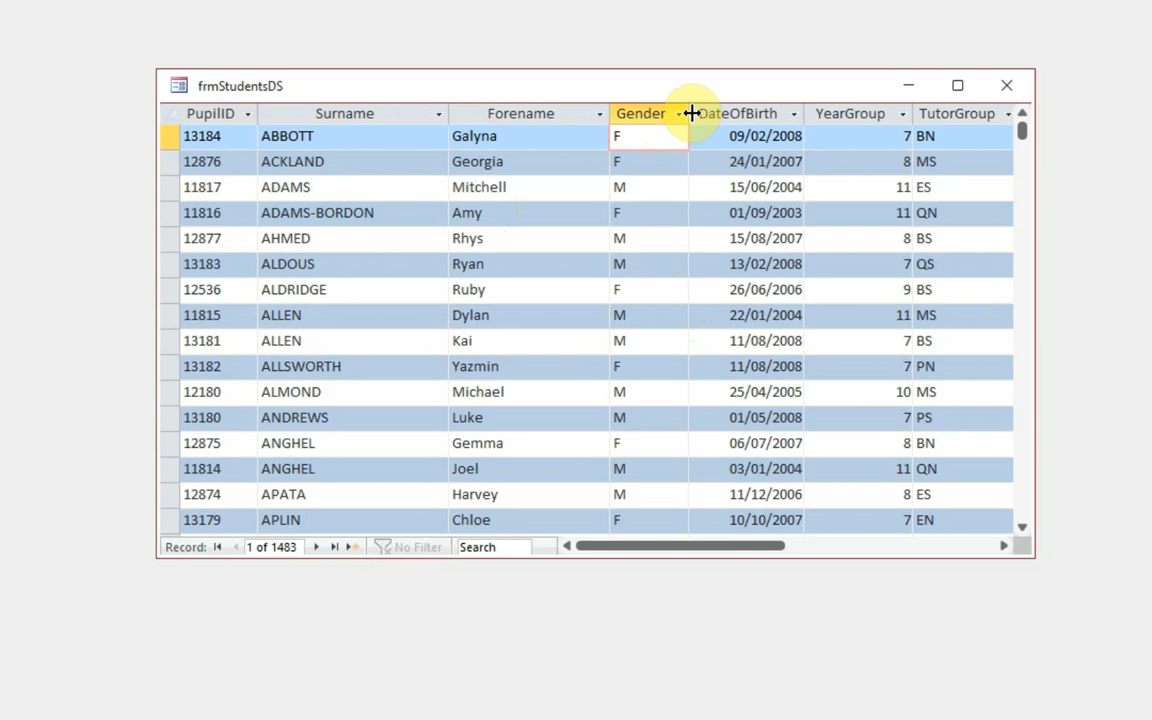 frmStudentsDS
PupilID Surname Forename Gender DateOfBirth YearGroup TutorGroup
13184 ABBOTT Galyna F 09/02/2008 7 BN
12876 ACKLAND Georgia F 24/01/2007 8 MS
11817 ADAMS Mitchell M 15/06/2004 11 ES
11816 ADAMS-BORDON Amy F 01/09/2003 11 QN
12877 AHMED Rhys M 15/08/2007 8 BS
13183 ALDOUS Ryan M 13/02/2008 7 QS
12536 ALDRIDGE Ruby F 26/06/2006 9 BS
11815 ALLEN Dylan M 22/01/2004 11 MS
13181 ALLEN Kai M 11/08/2008 7 BS
13182 ALLSWORTH Yazmin F 11/08/2008 7 PN
12180 ALMOND Michael M 25/04/2005 10 MS
13180 ANDREWS Luke M 01/05/2008 7 PS
12875 ANGHEL Gemma F 06/07/2007 8 BN
11814 ANGHEL Joel M 03/01/2004 11 QN
12874 APATA Harvey M 11/12/2006 8 ES
13179 APLIN Chloe F 10/10/2007 7 EN
Record: 1 of 1483 No Filter Search